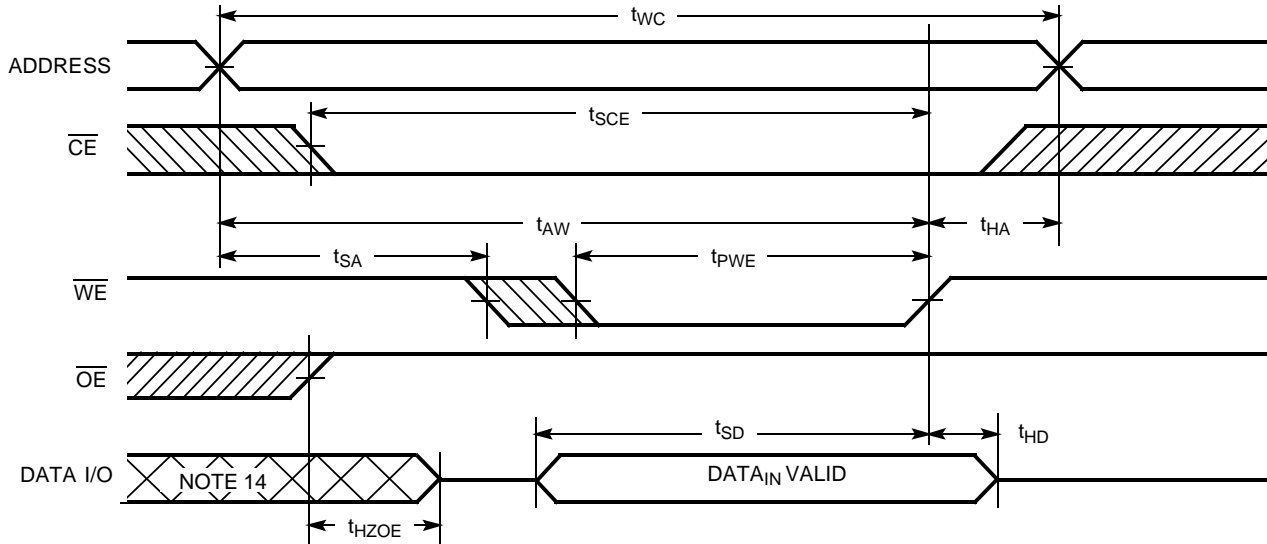 tWC
ADDRESS
tSCE
CE
tAW
tHA
tSA
tPWE
WE
OE
tSD
tHD
DATA I/O
NOTE 14
DATAIN VALID
tHZOE